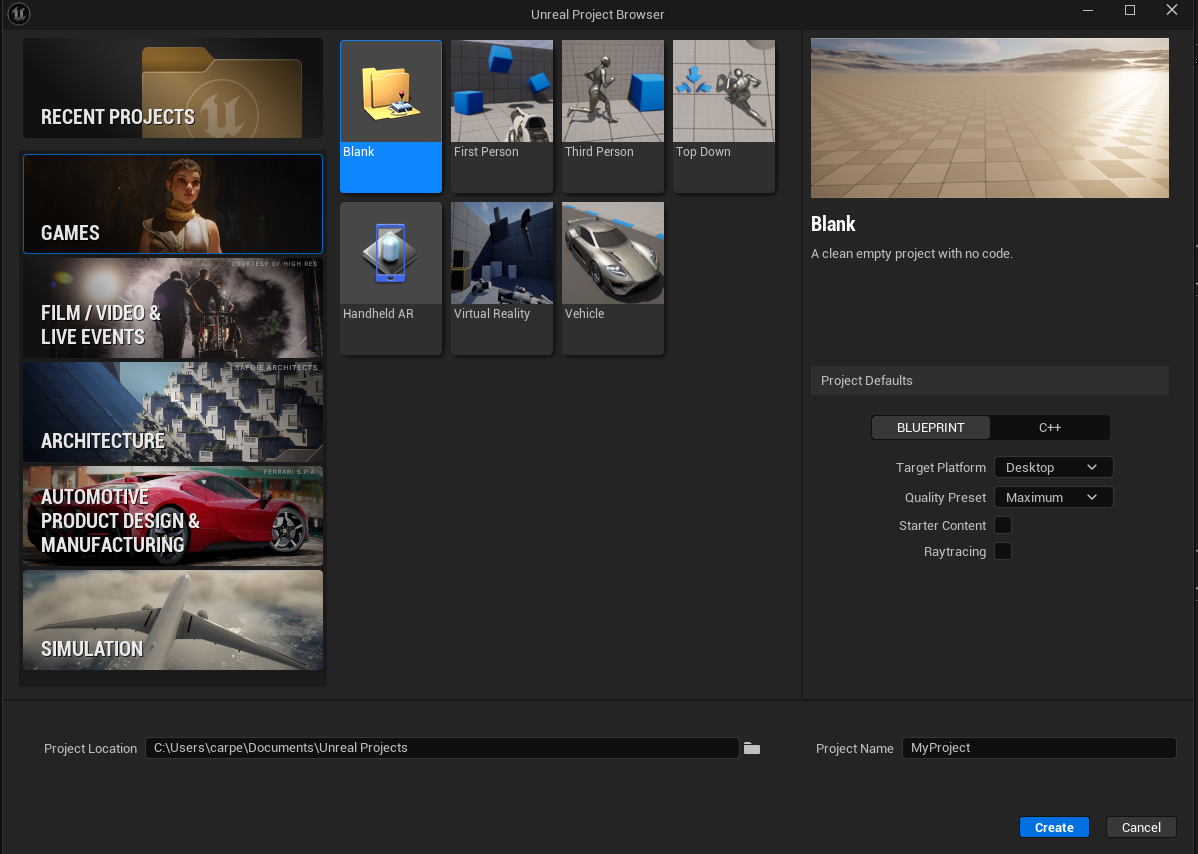 Unreal Project Browser
RECENT PROJECTS
GAMES
COURTESY OF HIGH RES
FILM / VIDEO &
LIVE EVENTS
SAFDIE ARCHITECTS
ARCHITECTURE
FERRARI S.P.A.
AUTOMOTIVE
PRODUCT DESIGN &
MANUFACTURING
SIMULATION
Blank
First Person
Third Person
Top Down
Handheld AR
Virtual Reality
Vehicle
Blank
A clean empty project with no code.
Project Defaults
BLUEPRINT
C++
Target Platform
Desktop
Quality Preset
Maximum
Starter Content
Raytracing
Project Location
C:\Users\carpe\Documents\Unreal Projects
Project Name
MyProject
Create
Cancel